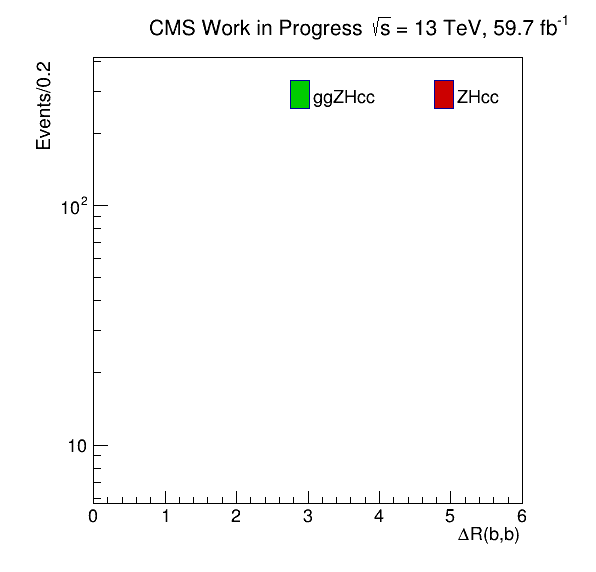 CMS Work in Progress √s = 13 TeV, 59.7 fb⁻¹
Events/0.2
ggZHcc
ZHcc
10²
10
0 1 2 3 4 5 6
ΔR(b,b)